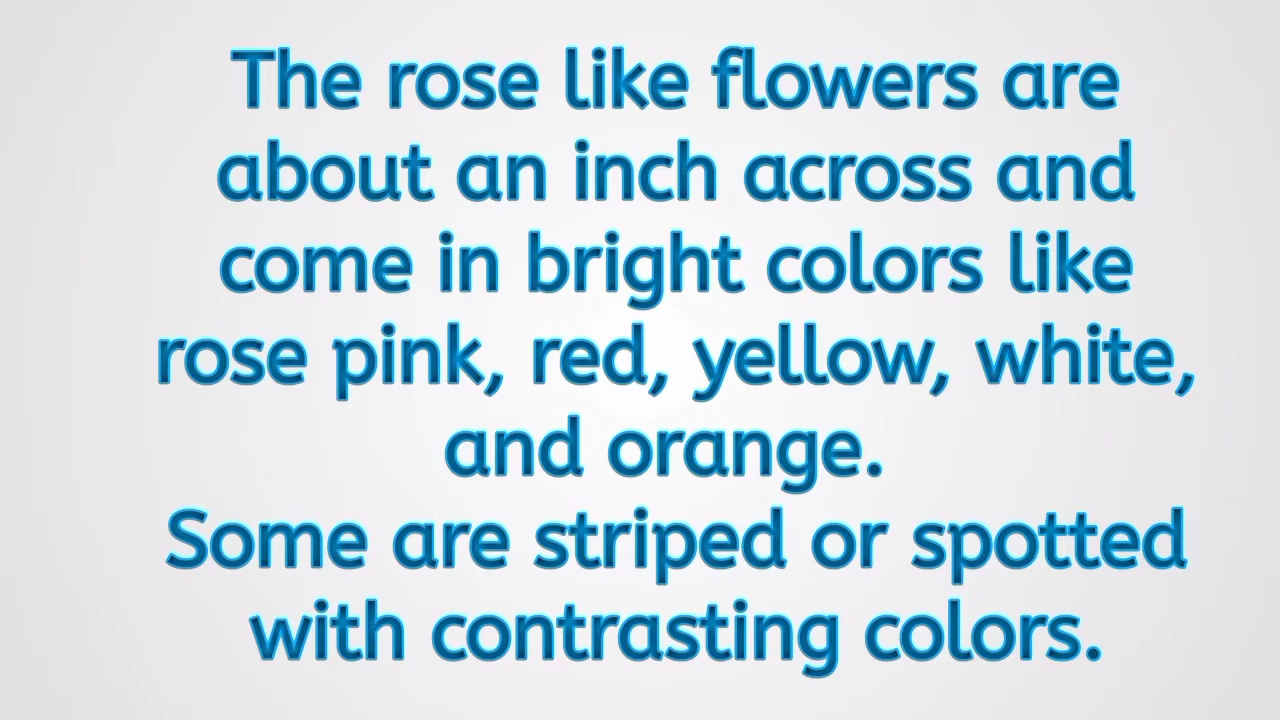 The rose like flowers are
about an inch across and
come in bright colors like
rose pink, red, yellow, white,
and orange.
Some are striped or spotted
with contrasting colors.